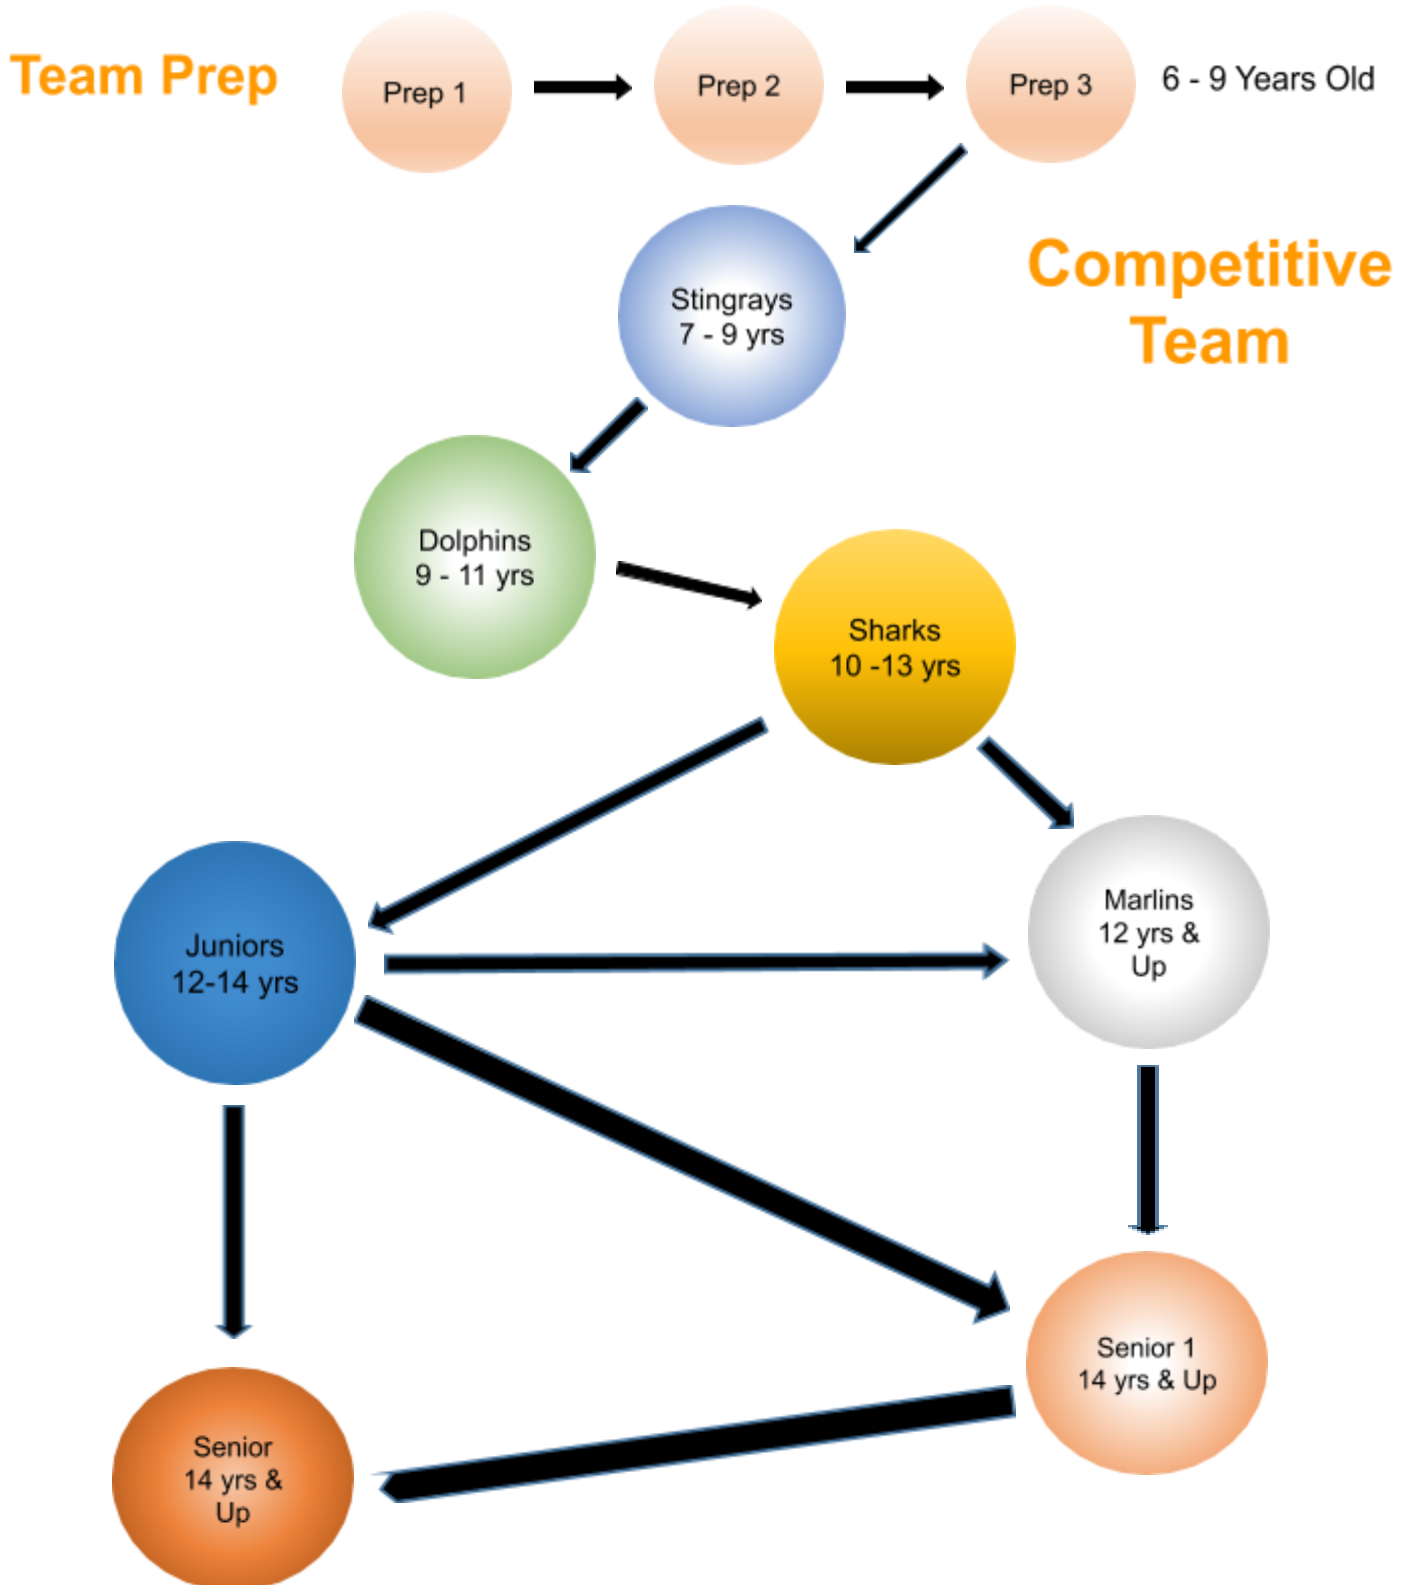 Team Prep
Prep 1
Prep 2
Prep 3
6 - 9 Years Old
Stingrays
7 - 9 yrs
Competitive
Team
Dolphins
9 - 11 yrs
Sharks
10 -13 yrs
Juniors
12-14 yrs
Marlins
12 yrs &
Up
Senior 1
14 yrs & Up
Senior
14 yrs &
Up